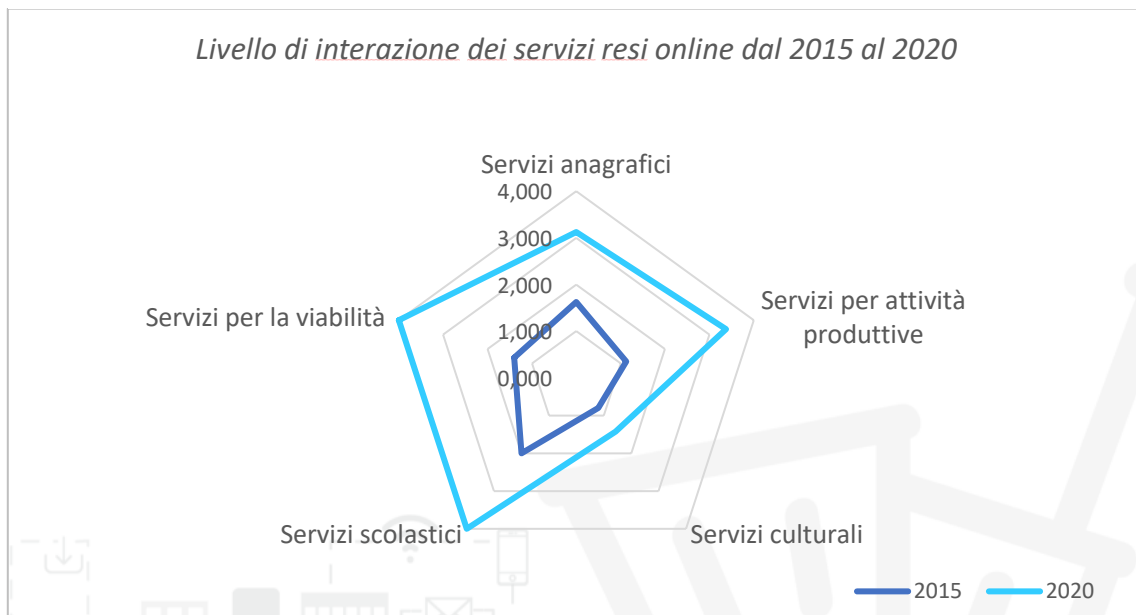 Livello di interazione dei servizi resi online dal 2015 al 2020
Servizi anagrafici
4,000
3,000
2,000
1,000
0,000
Servizi per attività
produttive
Servizi per la viabilità
Servizi scolastici
Servizi culturali
2015
2020